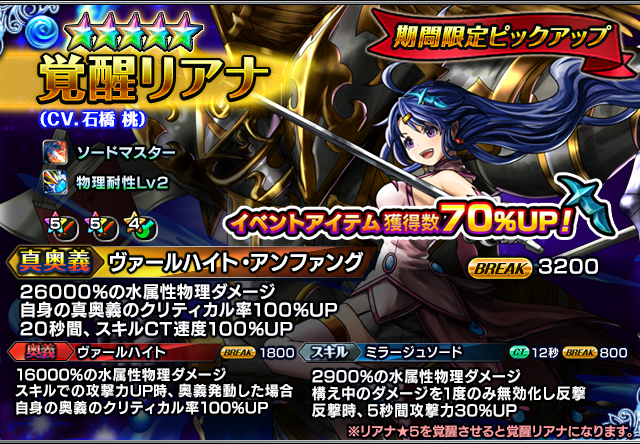 期間限定ピックアップ
覚醒リアナ
(CV.石橋 桃)
ソードマスター
物理耐性Lv2
5 5 4
イベントアイテム獲得数70%UP!
真奥義 ヴァールハイト・アンファング BREAK 3200
26000%の水属性物理ダメージ
自身の真奥義のクリティカル率100%UP
20秒間、スキルCT速度100%UP
奥義 ヴァールハイト BREAK 1800
16000%の水属性物理ダメージ
スキルでの攻撃力UP時、奥義発動した場合
自身の奥義のクリティカル率100%UP
スキル ミラージュソード CT 12秒 BREAK 800
2900%の水属性物理ダメージ
構え中のダメージを1度のみ無効化し反撃
反撃時、5秒間攻撃力30%UP
※リアナ★5を覚醒させると覚醒リアナになります。